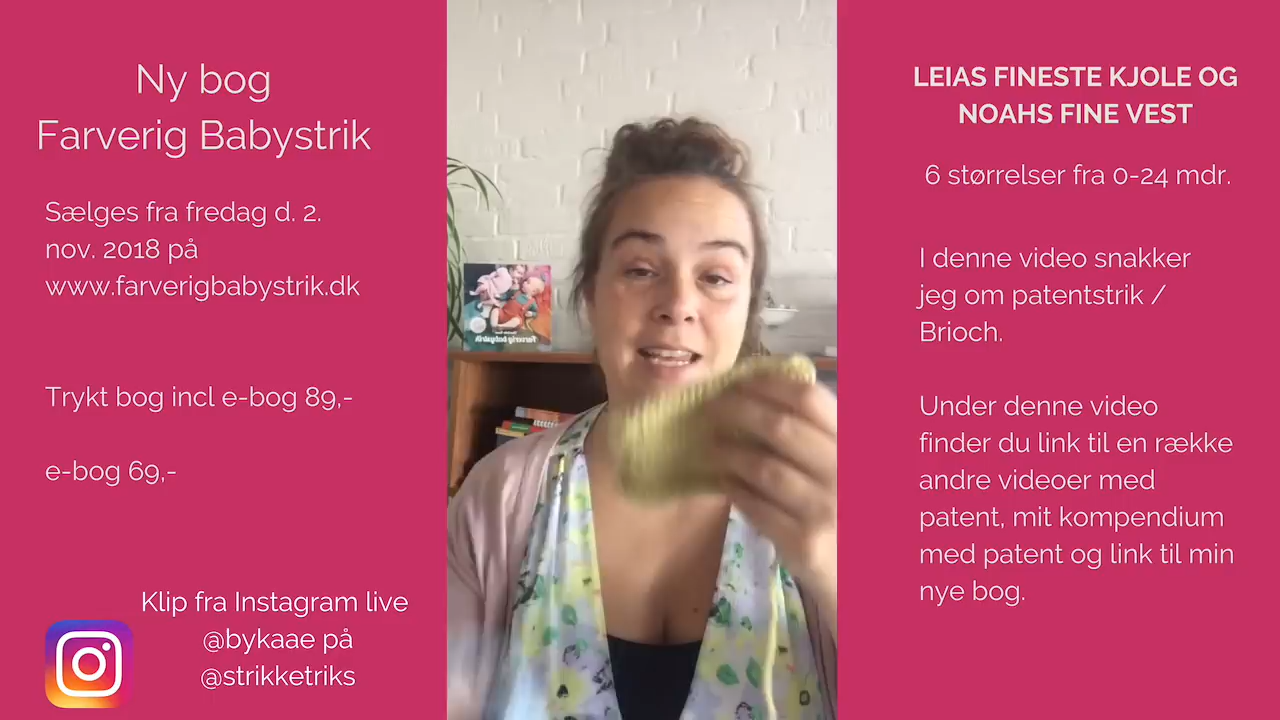 Ny bog
Farverig Babystrik
Sælges fra fredag d. 2.
nov. 2018 på
www.farverigbabystrik.dk
Trykt bog incl e-bog 89,-
e-bog 69,-
Klip fra Instagram live
@bykaae på
@strikketriks
Farverig babystrik
LEIAS FINESTE KJOLE OG
NOAHS FINE VEST
6 størrelser fra 0-24 mdr.
I denne video snakker
jeg om patentstrik /
Brioch.
Under denne video
finder du link til en række
andre videoer med
patent, mit kompendium
med patent og link til min
nye bog.